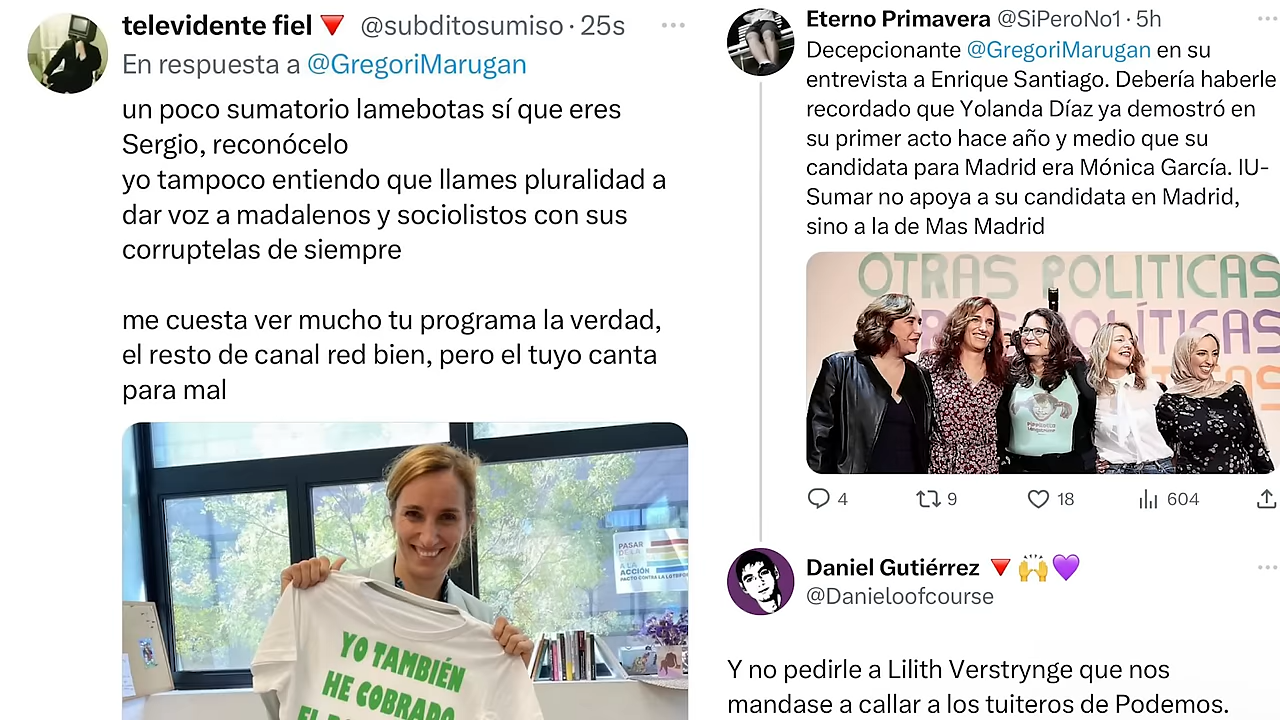 televidente fiel🔻 @subditosumiso · 25s
En respuesta a @GregoriMarugan
un poco sumatorio lamebotas sí que eres
Sergio, reconócelo
yo tampoco entiendo que llames pluralidad a
dar voz a madalenos y sociolistos con sus
corruptelas de siempre
me cuesta ver mucho tu programa la verdad,
el resto de canal red bien, pero el tuyo canta
para mal
PASAR
DE LA
A LA
ACCIÓN
YO TAMBIÉN
HE COBRADO
Eterno Primavera @SiPeroNo1 · 5h
Decepcionante @GregoriMarugan en su
entrevista a Enrique Santiago. Debería haberle
recordado que Yolanda Díaz ya demostró en
su primer acto hace año y medio que su
candidata para Madrid era Mónica García. IU-
Sumar no apoya a su candidata en Madrid,
sino a la de Mas Madrid
OTRAS POLITICAS
4 9 18 604
Daniel Gutiérrez 🔻🙌💜
@Danieloofcourse
Y no pedirle a Lilith Verstrynge que nos
mandase a callar a los tuiteros de Podemos.